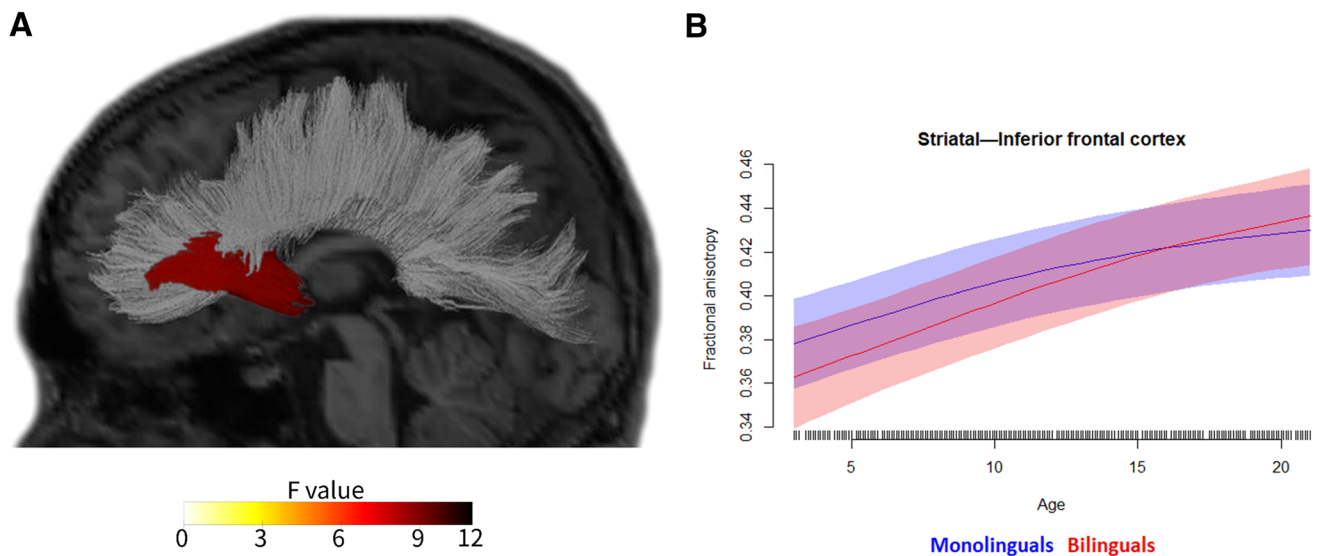 A
F value
0 3 6 9 12
B
Striatal—Inferior frontal cortex
Fractional anisotropy
0.46
0.44
0.42
0.40
0.38
0.36
0.34
5 10 15 20
Age
Monolinguals Bilinguals